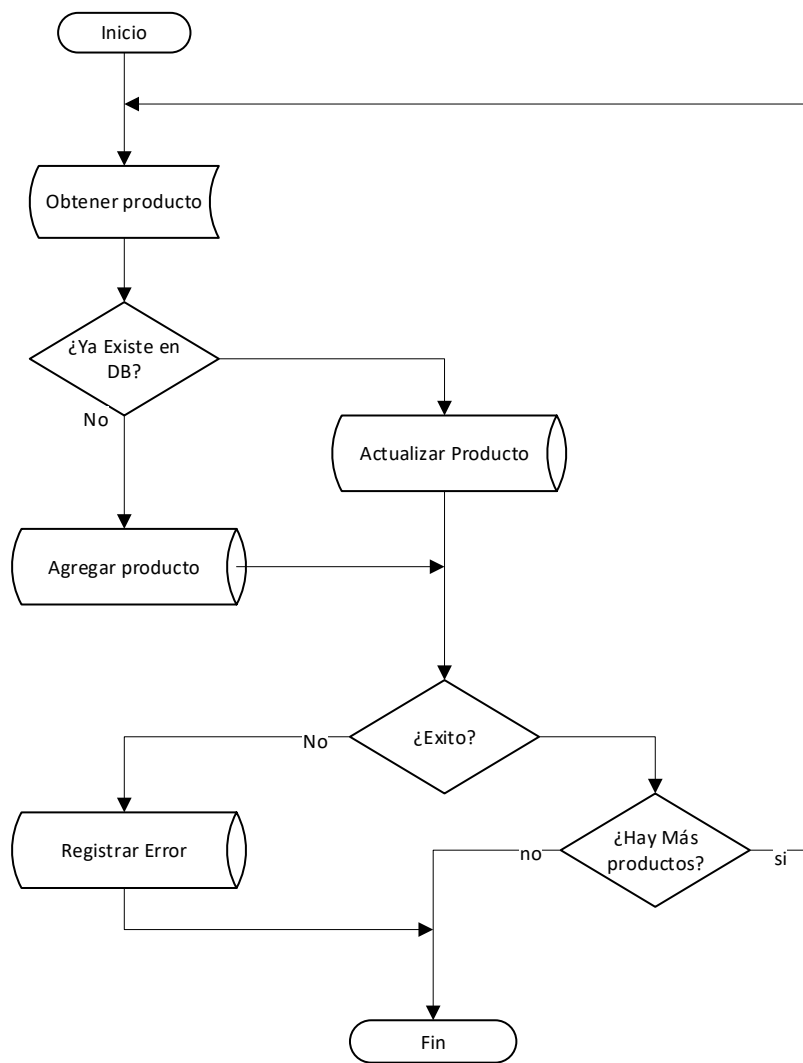 Inicio
Obtener producto
¿Ya Existe en
DB?
No
Actualizar Producto
Agregar producto
¿Exito?
No
¿Hay Más
productos?
Registrar Error
no
si
Fin